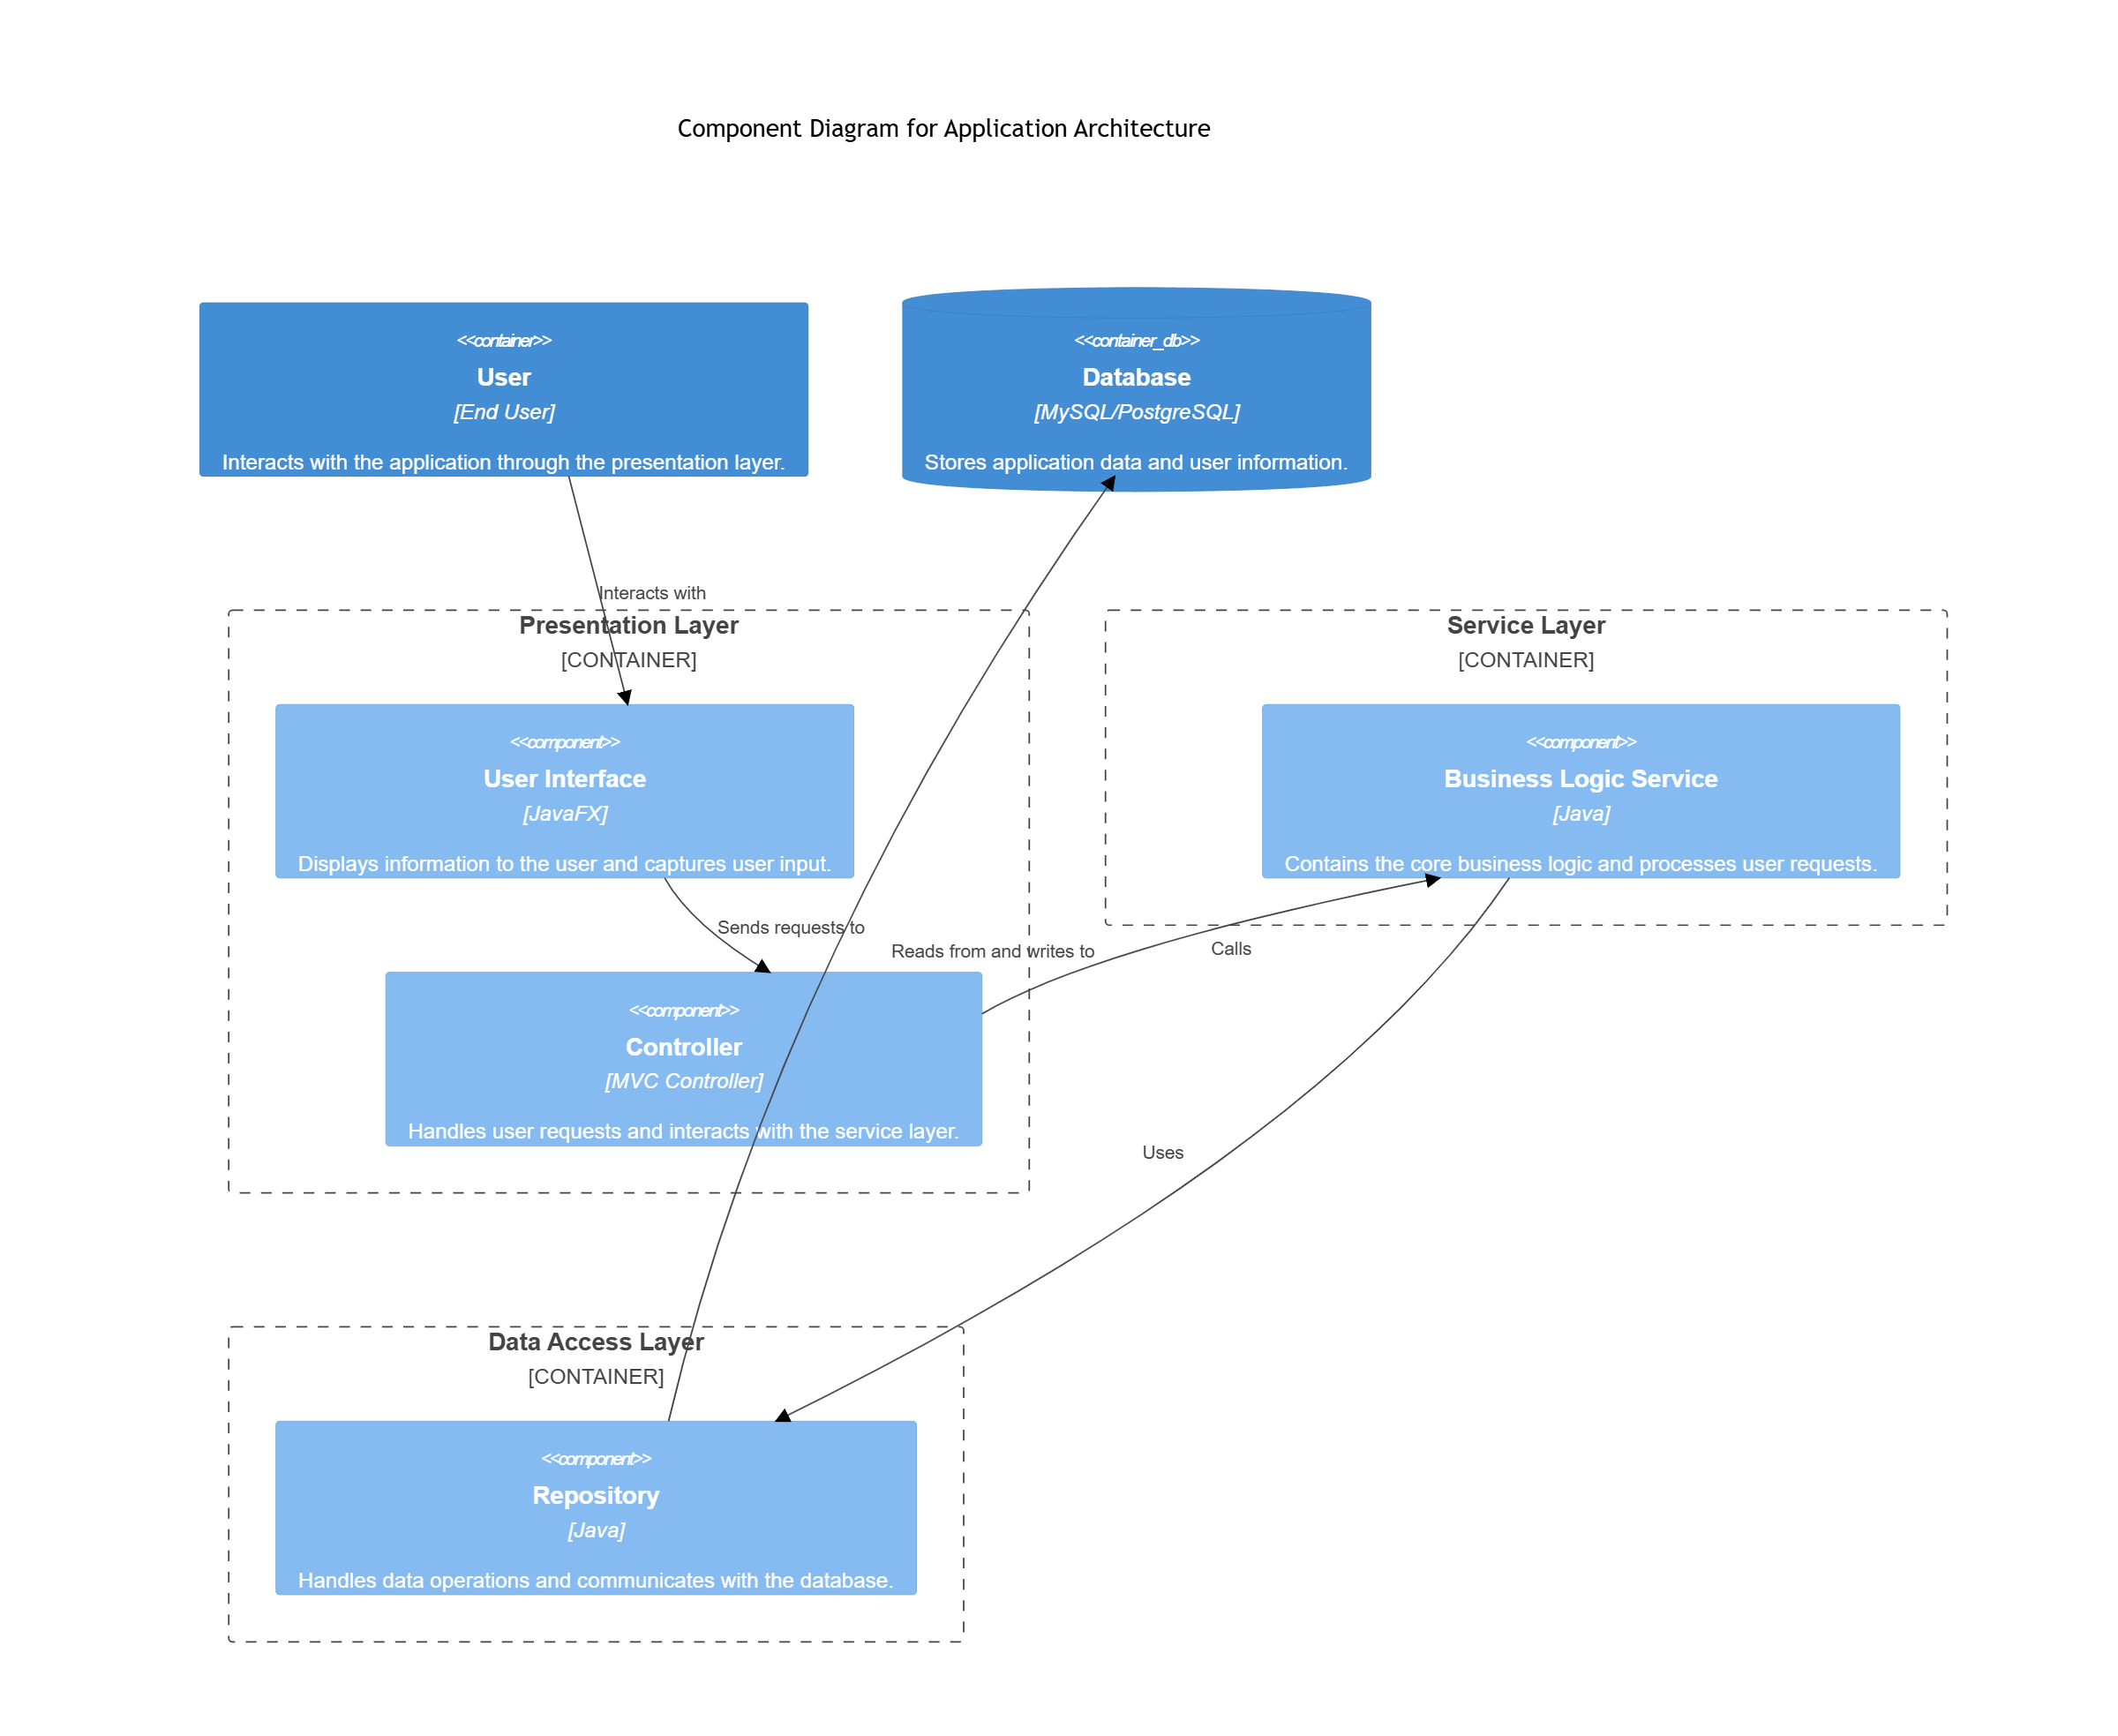 Component Diagram for Application Architecture
<<container>>
User
[End User]
Interacts with the application through the presentation layer.
<<container_db>>
Database
[MySQL/PostgreSQL]
Stores application data and user information.
Interacts with
Presentation Layer
[CONTAINER]
<<component>>
User Interface
[JavaFX]
Displays information to the user and captures user input.
Sends requests to
<<component>>
Controller
[MVC Controller]
Handles user requests and interacts with the service layer.
Service Layer
[CONTAINER]
<<component>>
Business Logic Service
[Java]
Contains the core business logic and processes user requests.
Reads from and writes to
Calls
Uses
Data Access Layer
[CONTAINER]
<<component>>
Repository
[Java]
Handles data operations and communicates with the database.